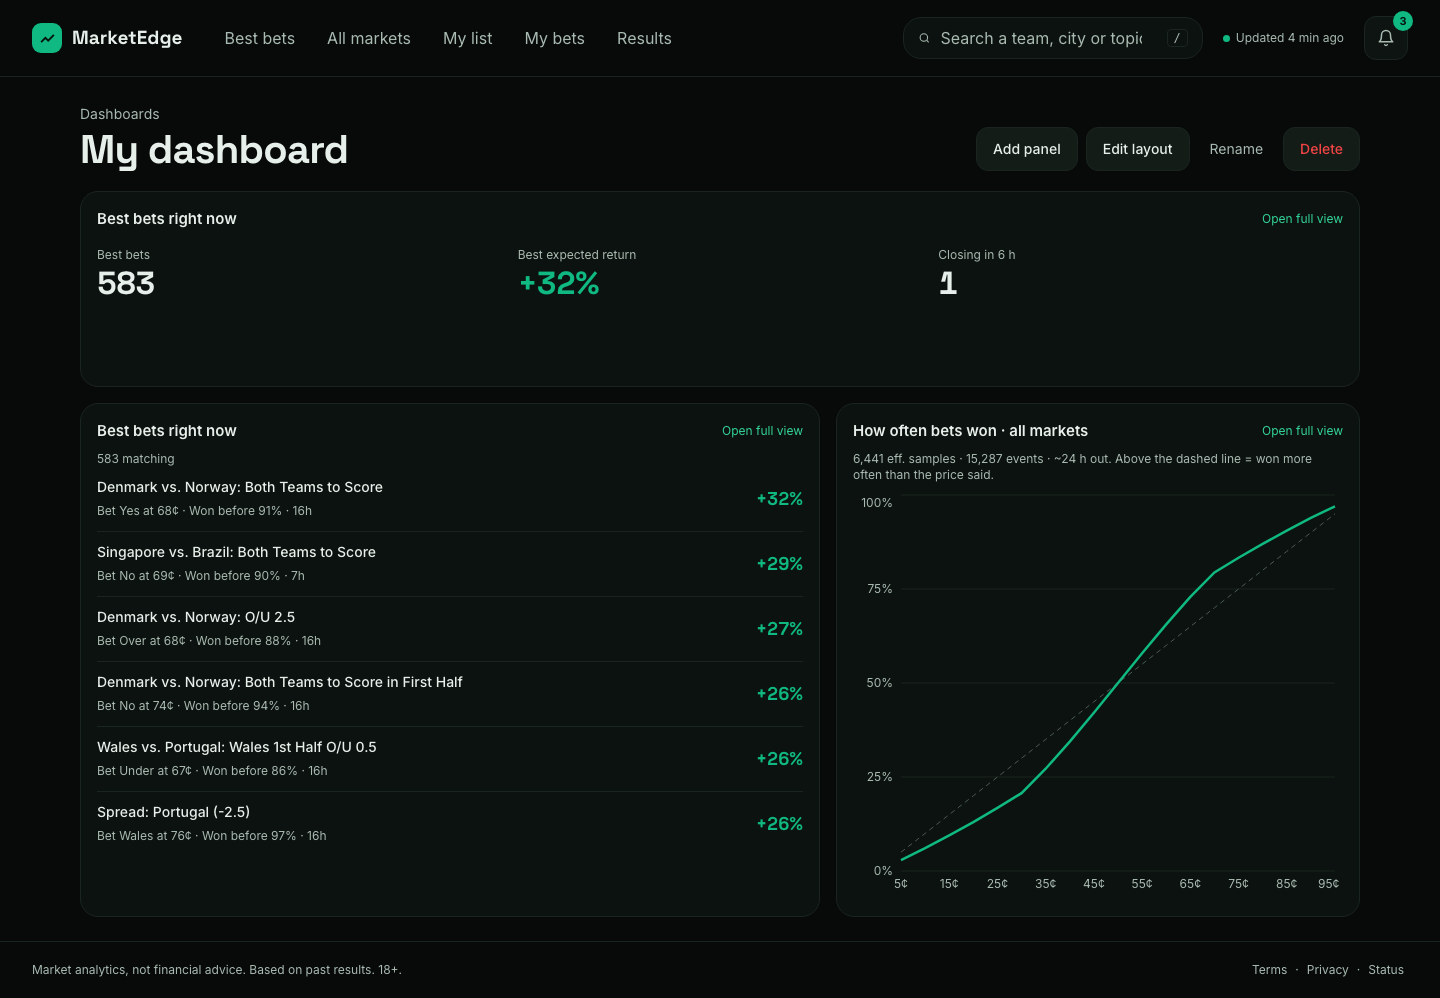 MarketEdge
Best bets
All markets
My list
My bets
Results
Search a team, city or topic
/
Updated 4 min ago
3
Dashboards
My dashboard
Add panel
Edit layout
Rename
Delete
Best bets right now
Open full view
Best bets
583
Best expected return
+32%
Closing in 6 h
1
Best bets right now
Open full view
583 matching
Denmark vs. Norway: Both Teams to Score
Bet Yes at 68¢ · Won before 91% · 16h
+32%
Singapore vs. Brazil: Both Teams to Score
Bet No at 69¢ · Won before 90% · 7h
+29%
Denmark vs. Norway: O/U 2.5
Bet Over at 68¢ · Won before 88% · 16h
+27%
Denmark vs. Norway: Both Teams to Score in First Half
Bet No at 74¢ · Won before 94% · 16h
+26%
Wales vs. Portugal: Wales 1st Half O/U 0.5
Bet Under at 67¢ · Won before 86% · 16h
+26%
Spread: Portugal (-2.5)
Bet Wales at 76¢ · Won before 97% · 16h
+26%
How often bets won · all markets
Open full view
6,441 eff. samples · 15,287 events · ~24 h out. Above the dashed line = won more
often than the price said.
100%
75%
50%
25%
0%
5¢ 15¢ 25¢ 35¢ 45¢ 55¢ 65¢ 75¢ 85¢ 95¢
Market analytics, not financial advice. Based on past results. 18+.
Terms · Privacy · Status